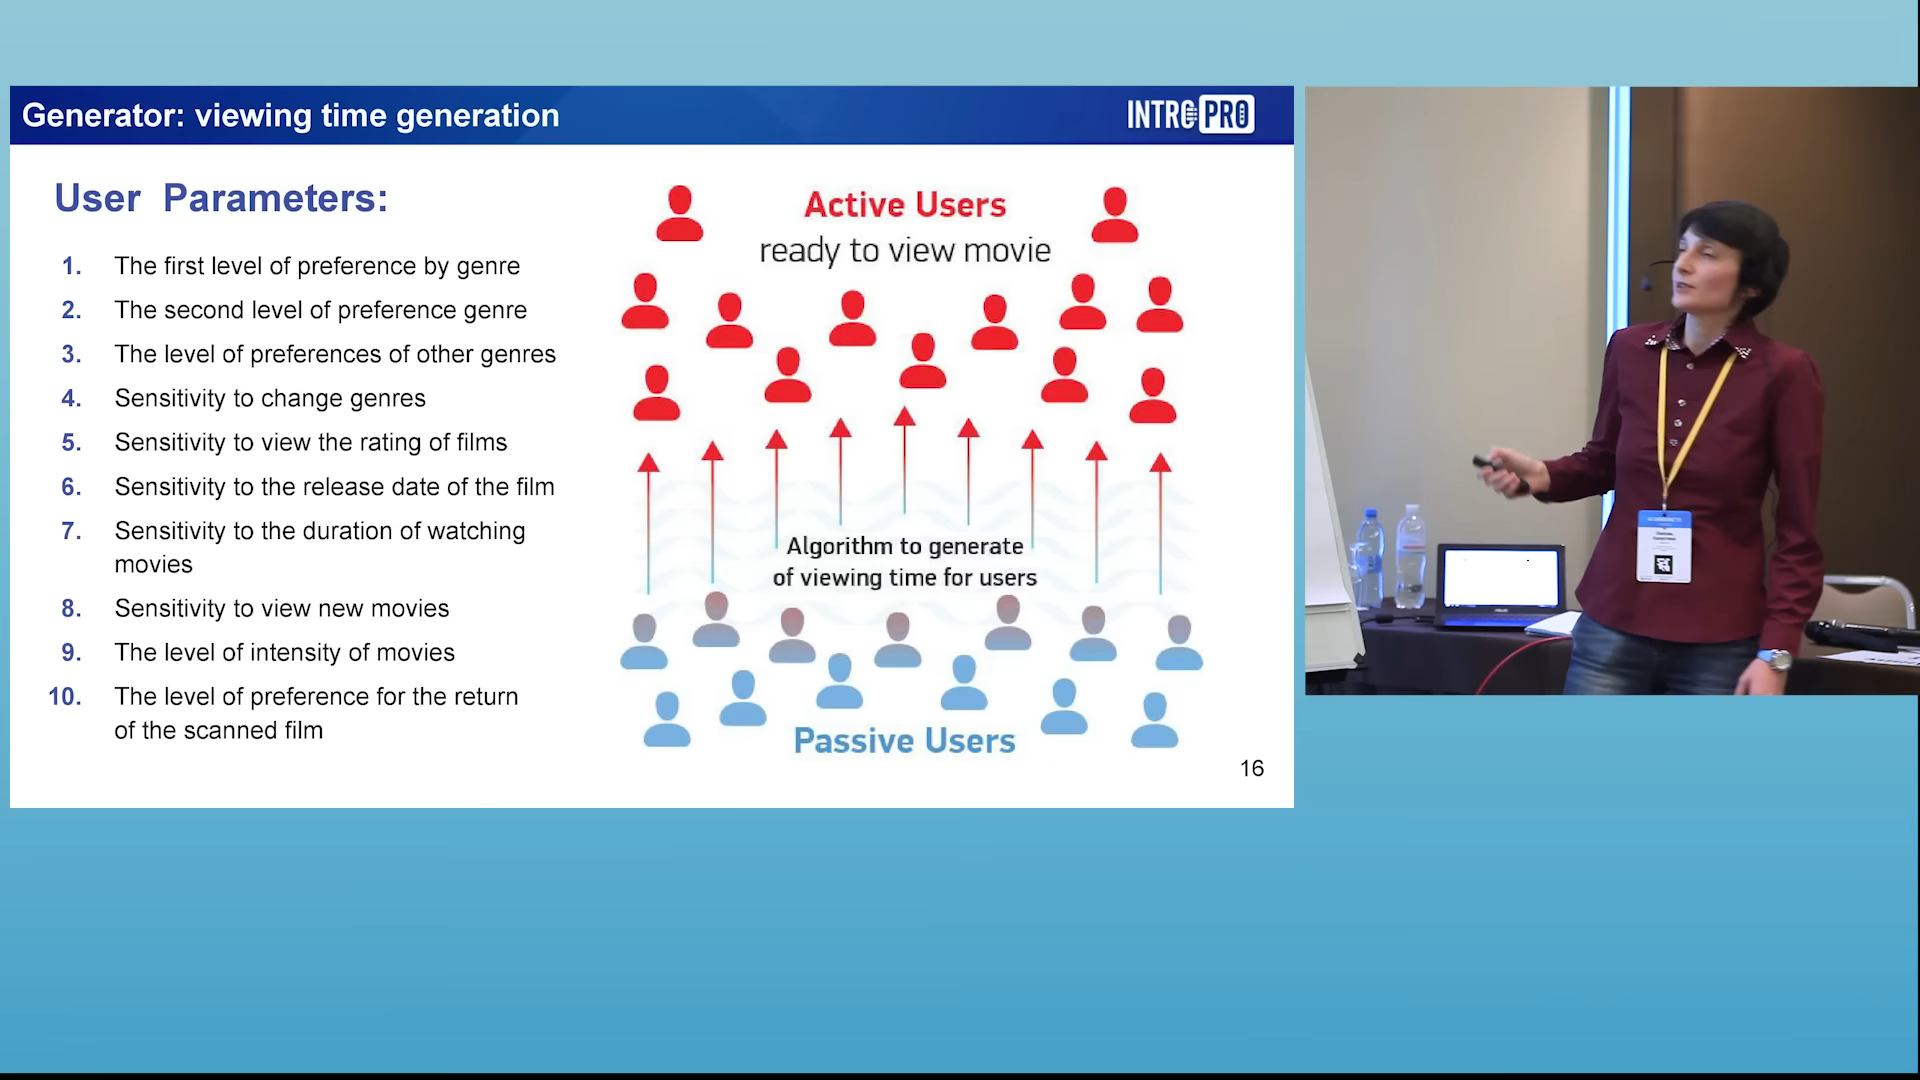 Generator: viewing time generation
INTROPRO
User Parameters:
1. The first level of preference by genre
2. The second level of preference genre
3. The level of preferences of other genres
4. Sensitivity to change genres
5. Sensitivity to view the rating of films
6. Sensitivity to the release date of the film
7. Sensitivity to the duration of watching
movies
8. Sensitivity to view new movies
9. The level of intensity of movies
10. The level of preference for the return
of the scanned film
Active Users
ready to view movie
Algorithm to generate
of viewing time for users
Passive Users
16